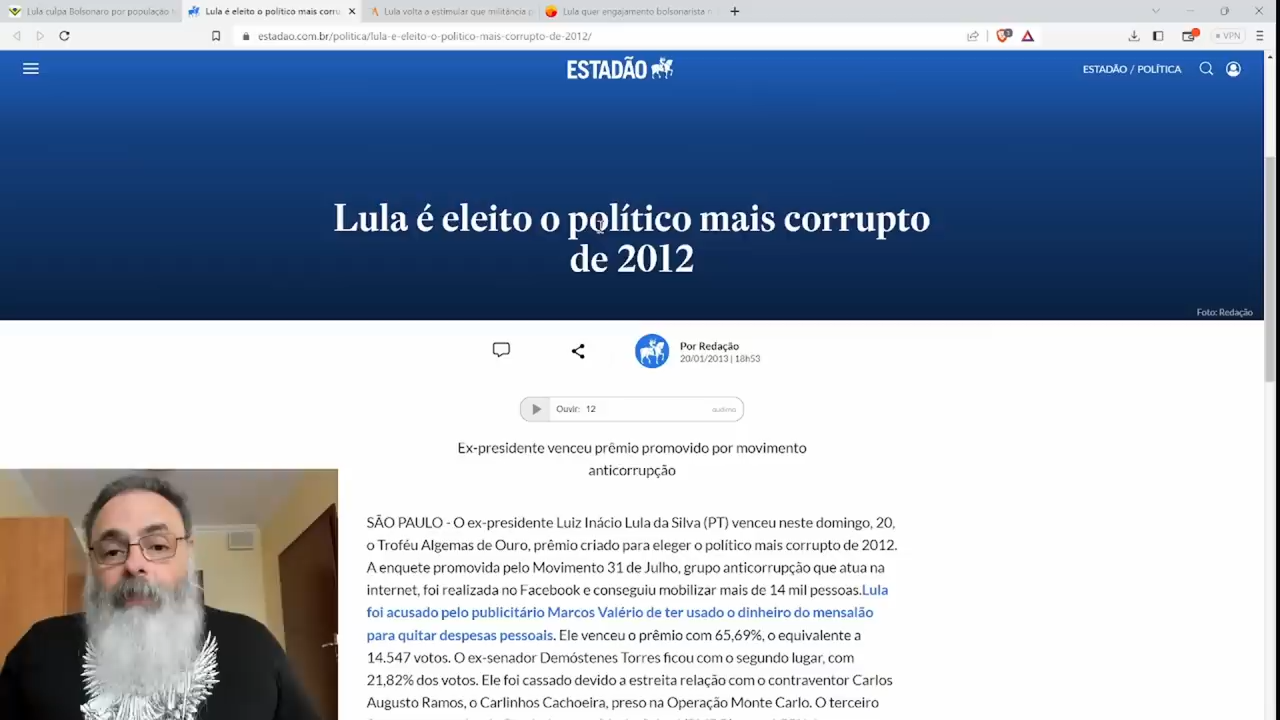 Lula culpa Bolsonaro por população
Lula é eleito o político mais corru
Lula volta a estimular que militância
Lula quer engajamento bolsonarista
estadao.com.br/politica/lula-e-eleito-o-politico-mais-corrupto-de-2012/
VPN
ESTADÃO
ESTADÃO / POLÍTICA
Lula é eleito o político mais corrupto
de 2012
Foto: Redação
Por Redação
20/01/2013 | 18h53
Ouvir: 12
audima
Ex-presidente venceu prêmio promovido por movimento
anticorrupção
SÃO PAULO - O ex-presidente Luiz Inácio Lula da Silva (PT) venceu neste domingo, 20,
o Troféu Algemas de Ouro, prêmio criado para eleger o político mais corrupto de 2012.
A enquete promovida pelo Movimento 31 de Julho, grupo anticorrupção que atua na
internet, foi realizada no Facebook e conseguiu mobilizar mais de 14 mil pessoas.Lula
foi acusado pelo publicitário Marcos Valério de ter usado o dinheiro do mensalão
para quitar despesas pessoais. Ele venceu o prêmio com 65,69%, o equivalente a
14.547 votos. O ex-senador Demóstenes Torres ficou com o segundo lugar, com
21,82% dos votos. Ele foi cassado devido a estreita relação com o contraventor Carlos
Augusto Ramos, o Carlinhos Cachoeira, preso na Operação Monte Carlo. O terceiro